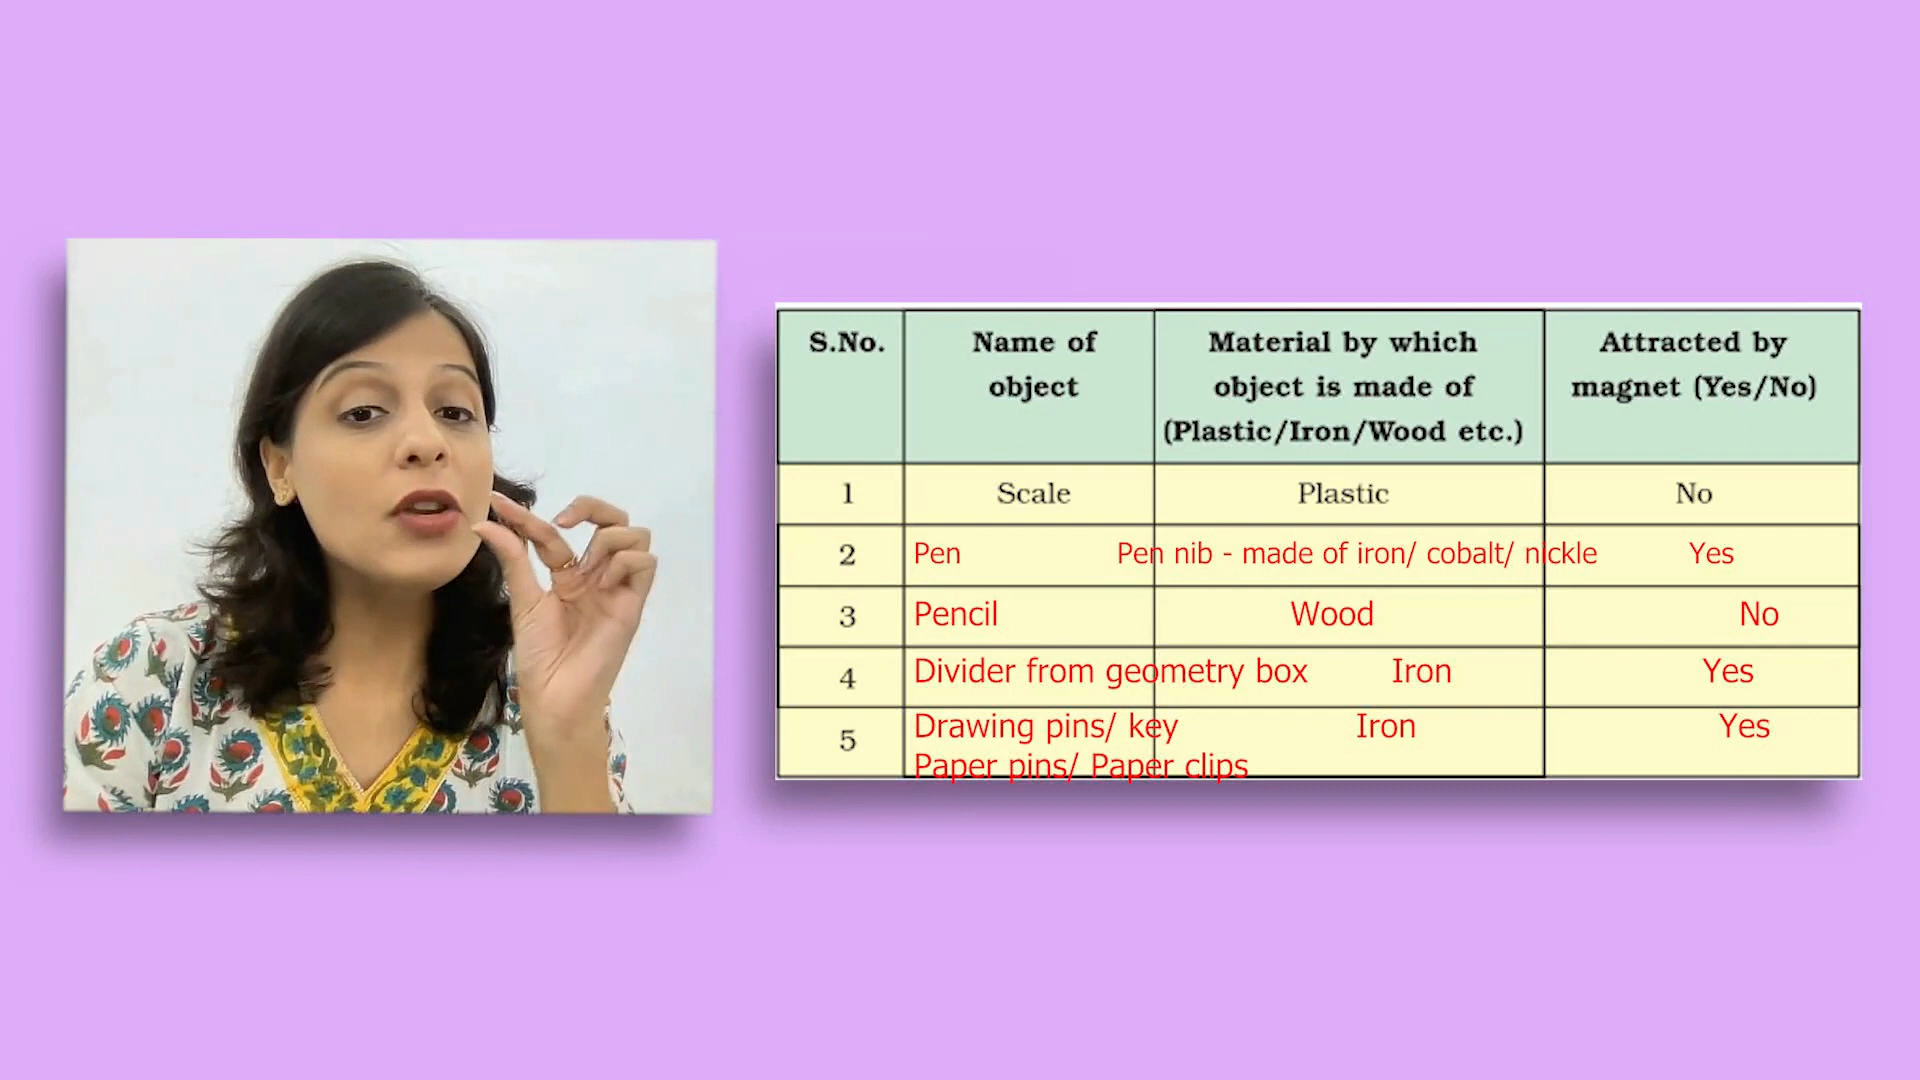 S.No.
Name of
object
Material by which
object is made of
(Plastic/Iron/Wood etc.)
Attracted by
magnet (Yes/No)
1 Scale Plastic No
2 Pen Pen nib - made of iron/ cobalt/ nickle Yes
3 Pencil Wood No
4 Divider from geometry box Iron Yes
5 Drawing pins/ key Iron Yes
Paper pins/ Paper clips